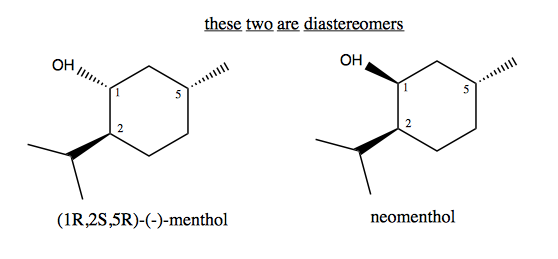 these two are diastereomers
OH
1
5
2
OH
1
5
2
(1R,2S,5R)-(-)-menthol
neomenthol